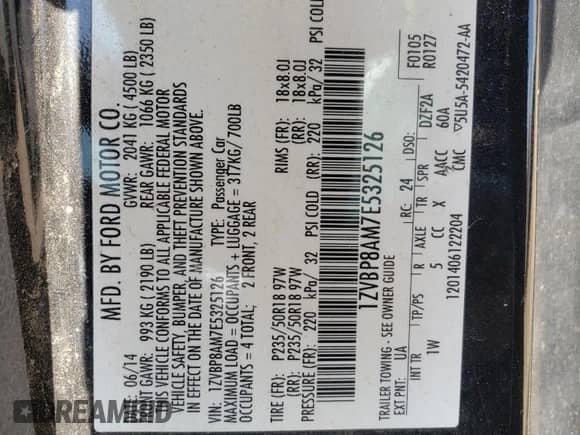 MFD. BY FORD MOTOR CO.
DATE: 06/14 GVWR: 2041 KG ( 4500 LB)
FRONT GAWR: 993 KG ( 2190 LB) REAR GAWR: 1066 KG ( 2350 LB)
THIS VEHICLE CONFORMS TO ALL APPLICABLE FEDERAL MOTOR
VEHICLE SAFETY, BUMPER, AND THEFT PREVENTION STANDARDS
IN EFFECT ON THE DATE OF MANUFACTURE SHOWN ABOVE.
VIN: 1ZVBP8AM7E5325126 TYPE: Passenger Car
MAXIMUM LOAD = OCCUPANTS + LUGGAGE = 317KG/ 700LB
OCCUPANTS = 4 TOTAL: 2 FRONT, 2 REAR
TIRE (FR): P235/50R18 97W RIMS (FR): 18x8.0J
(RR): P235/50R18 97W (RR): 18x8.0J
PRESSURE (FR): 220 kPa/ 32 PSI COLD (RR): 220 kPa/ 32 PSI COLD
1ZVBP8AM7E5325126
TRAILER TOWING - SEE OWNER GUIDE F0105
EXT PNT: UA RC: 24 DSO: R0127
INT TR TP/PS R AXLE TR SPR DZF2A
1W 5 CC X AACC 60A
1201406122204 CMC ▽5U5A-5420472-AA
DREAMBID